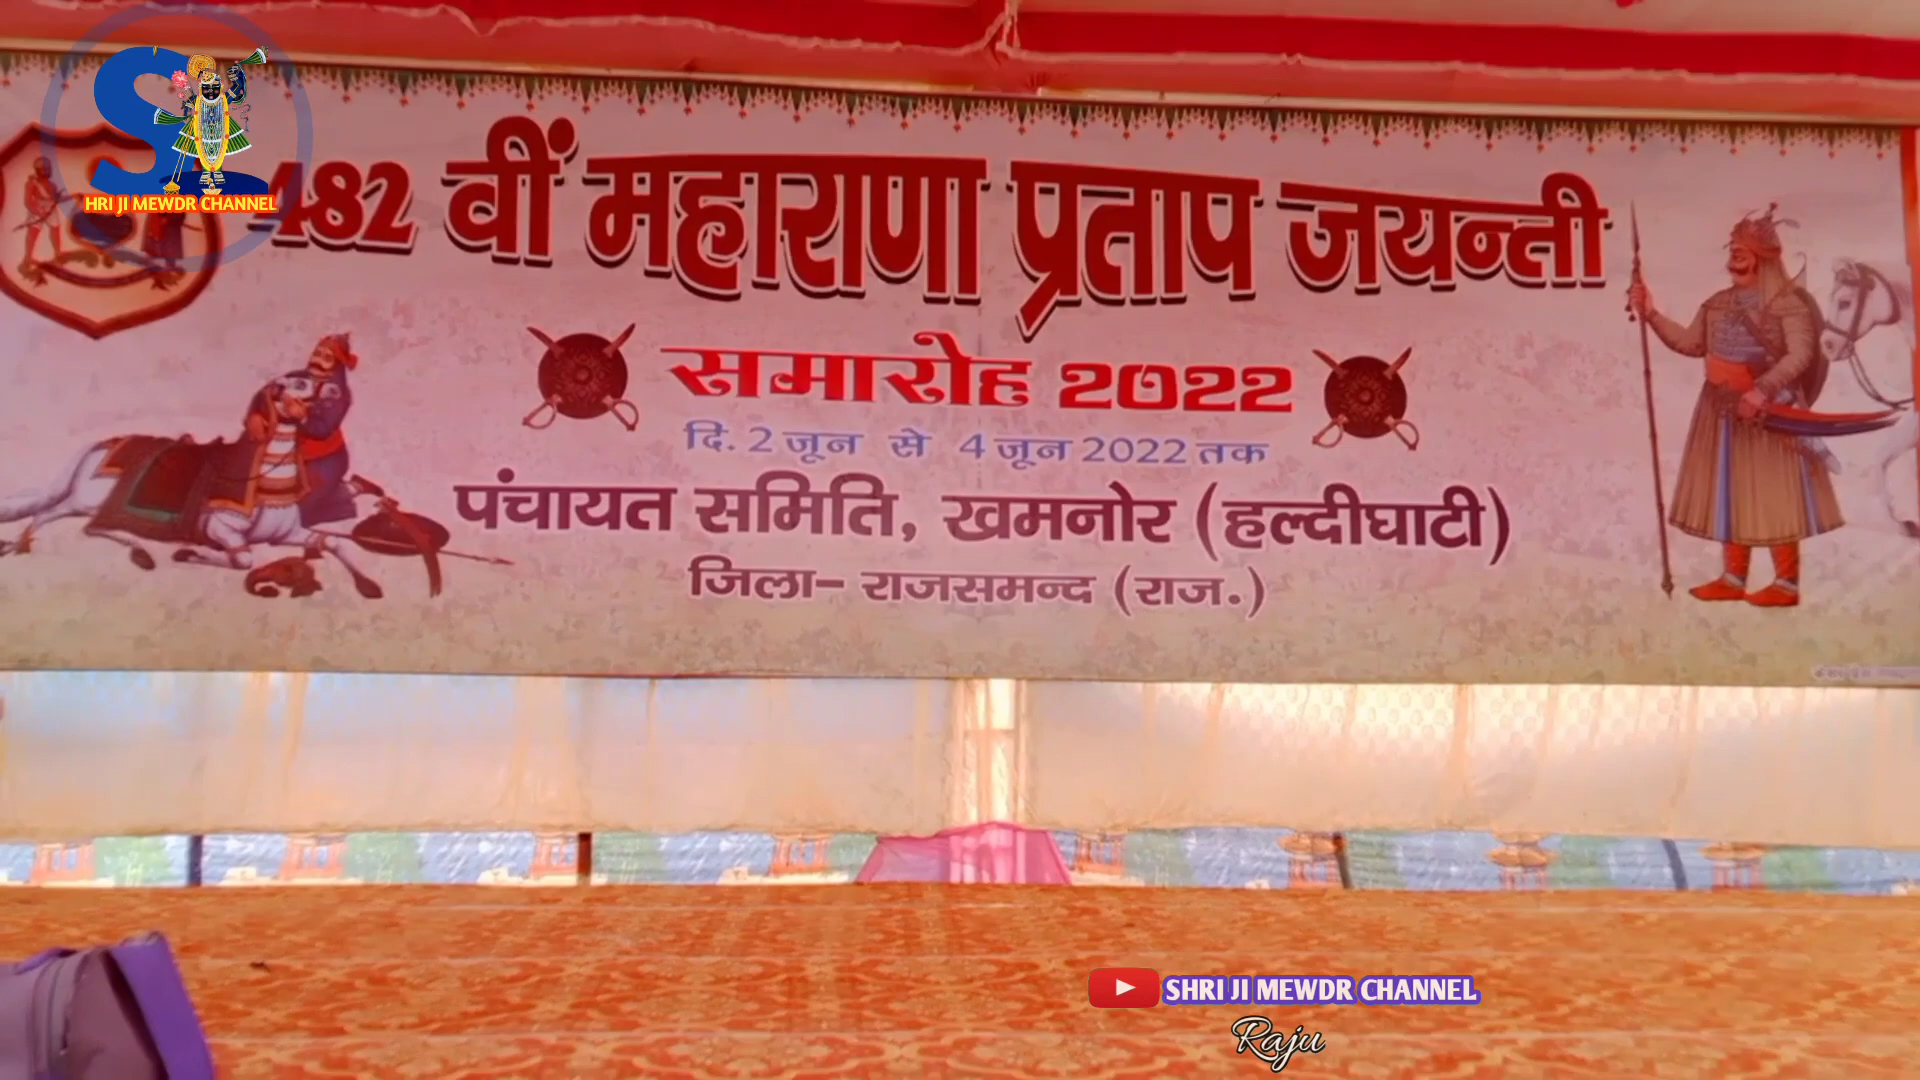 HRI JI MEWDR CHANNEL
482 वीं महाराणा प्रताप जयन्ती
समारोह 2022
दि. 2 जून से 4 जून 2022 तक
पंचायत समिति, खमनोर (हल्दीघाटी)
जिला- राजसमन्द (राज.)
SHRI JI MEWDR CHANNEL
Raju